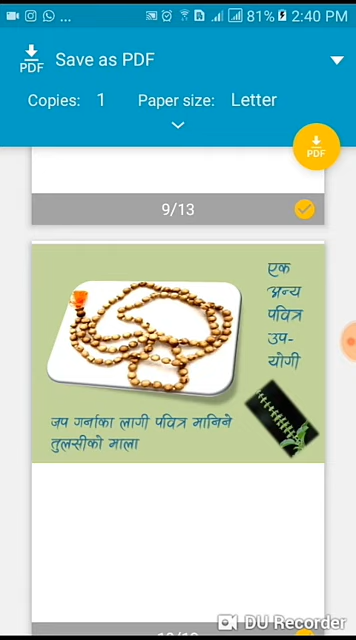 ... 81% 2:40 PM
PDF Save as PDF
Copies: 1 Paper size: Letter
PDF
9/13
एक
अन्य
पवित्र
उप-
योगी
जप गर्नाका लागी पवित्र मानिने
तुलसीको माला
DU Recorder